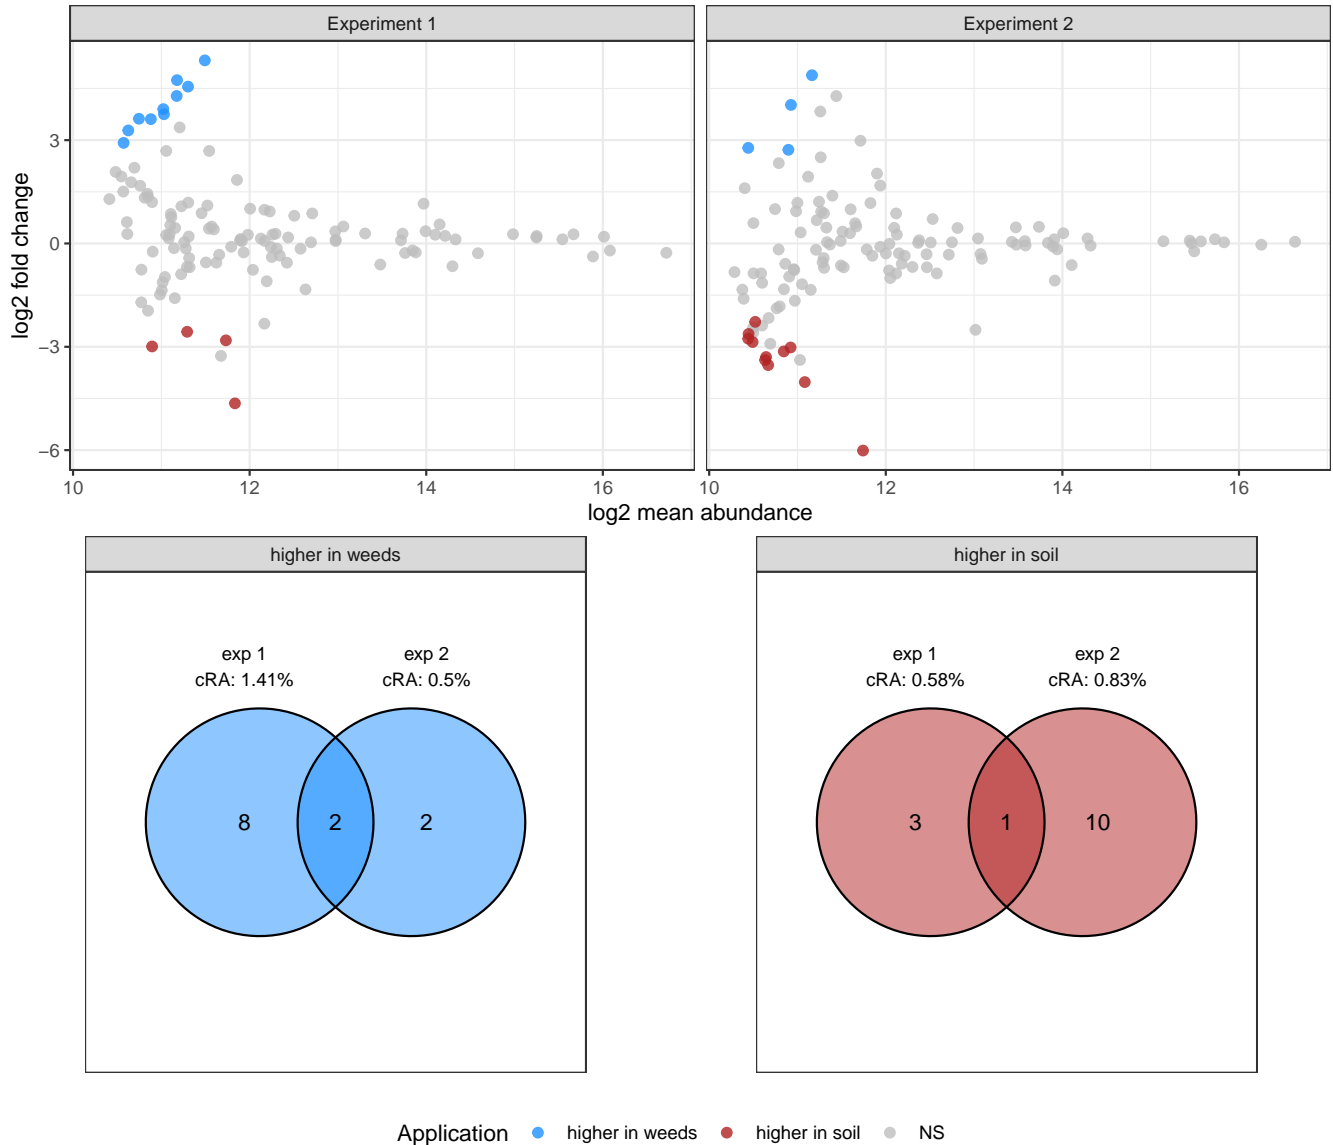 Experiment 1
Experiment 2
log2 fold change
3
0
−3
−6
10
12
14
16
10
12
14
16
log2 mean abundance
higher in weeds
exp 1
cRA: 1.41%
exp 2
cRA: 0.5%
8
2
2
higher in soil
exp 1
cRA: 0.58%
exp 2
cRA: 0.83%
3
1
10
Application
higher in weeds
higher in soil
NS